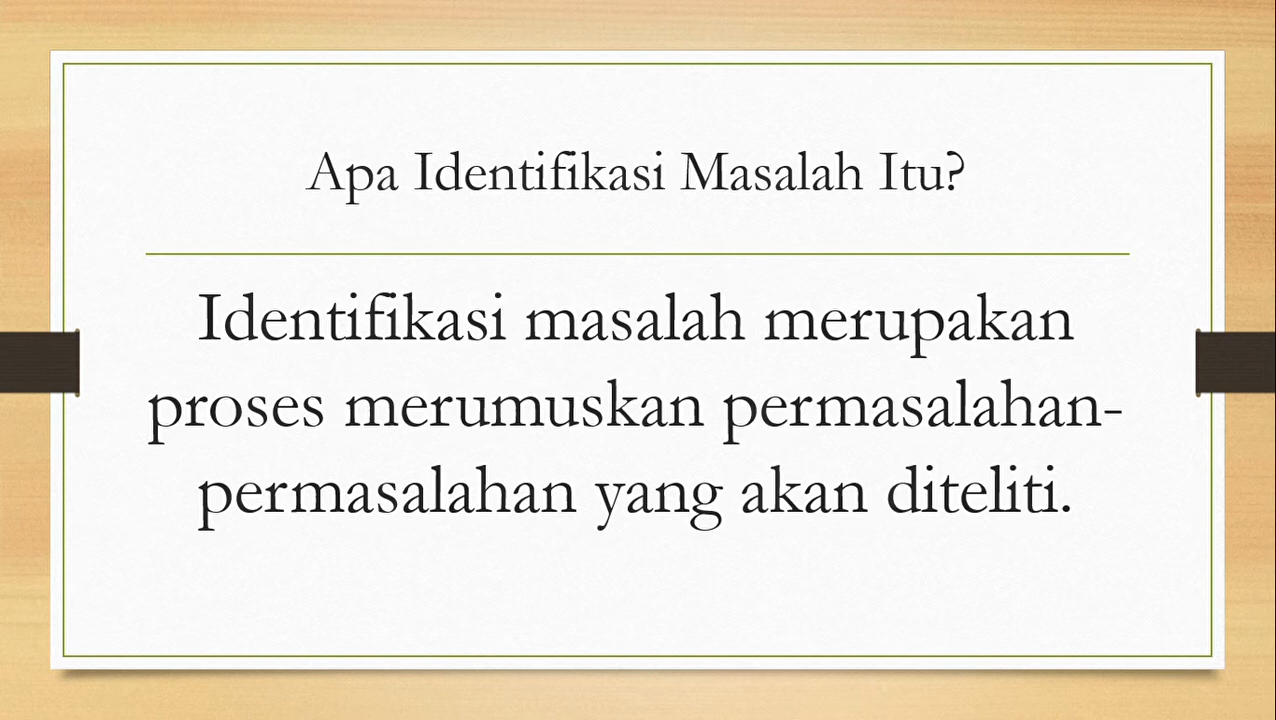 Apa Identifikasi Masalah Itu?
Identifikasi masalah merupakan
proses merumuskan permasalahan-
permasalahan yang akan diteliti.